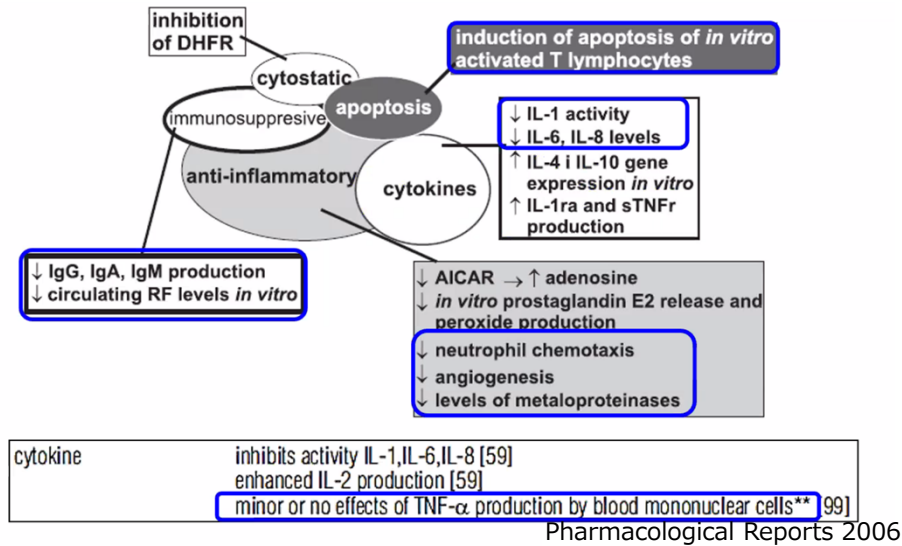 inhibition
of DHFR
cytostatic
apoptosis
immunosuppresive
anti-inflammatory
cytokines
induction of apoptosis of in vitro
activated T lymphocytes
↓ IL-1 activity
↓ IL-6, IL-8 levels
↑ IL-4 i IL-10 gene
expression in vitro
↑ IL-1ra and sTNFr
production
↓ IgG, IgA, IgM production
↓ circulating RF levels in vitro
↓ AICAR → ↑ adenosine
↓ in vitro prostaglandin E2 release and
peroxide production
↓ neutrophil chemotaxis
↓ angiogenesis
↓ levels of metaloproteinases
cytokine inhibits activity IL-1,IL-6,IL-8 [59]
enhanced IL-2 production [59]
minor or no effects of TNF-α production by blood mononuclear cells** [99]
Pharmacological Reports 2006